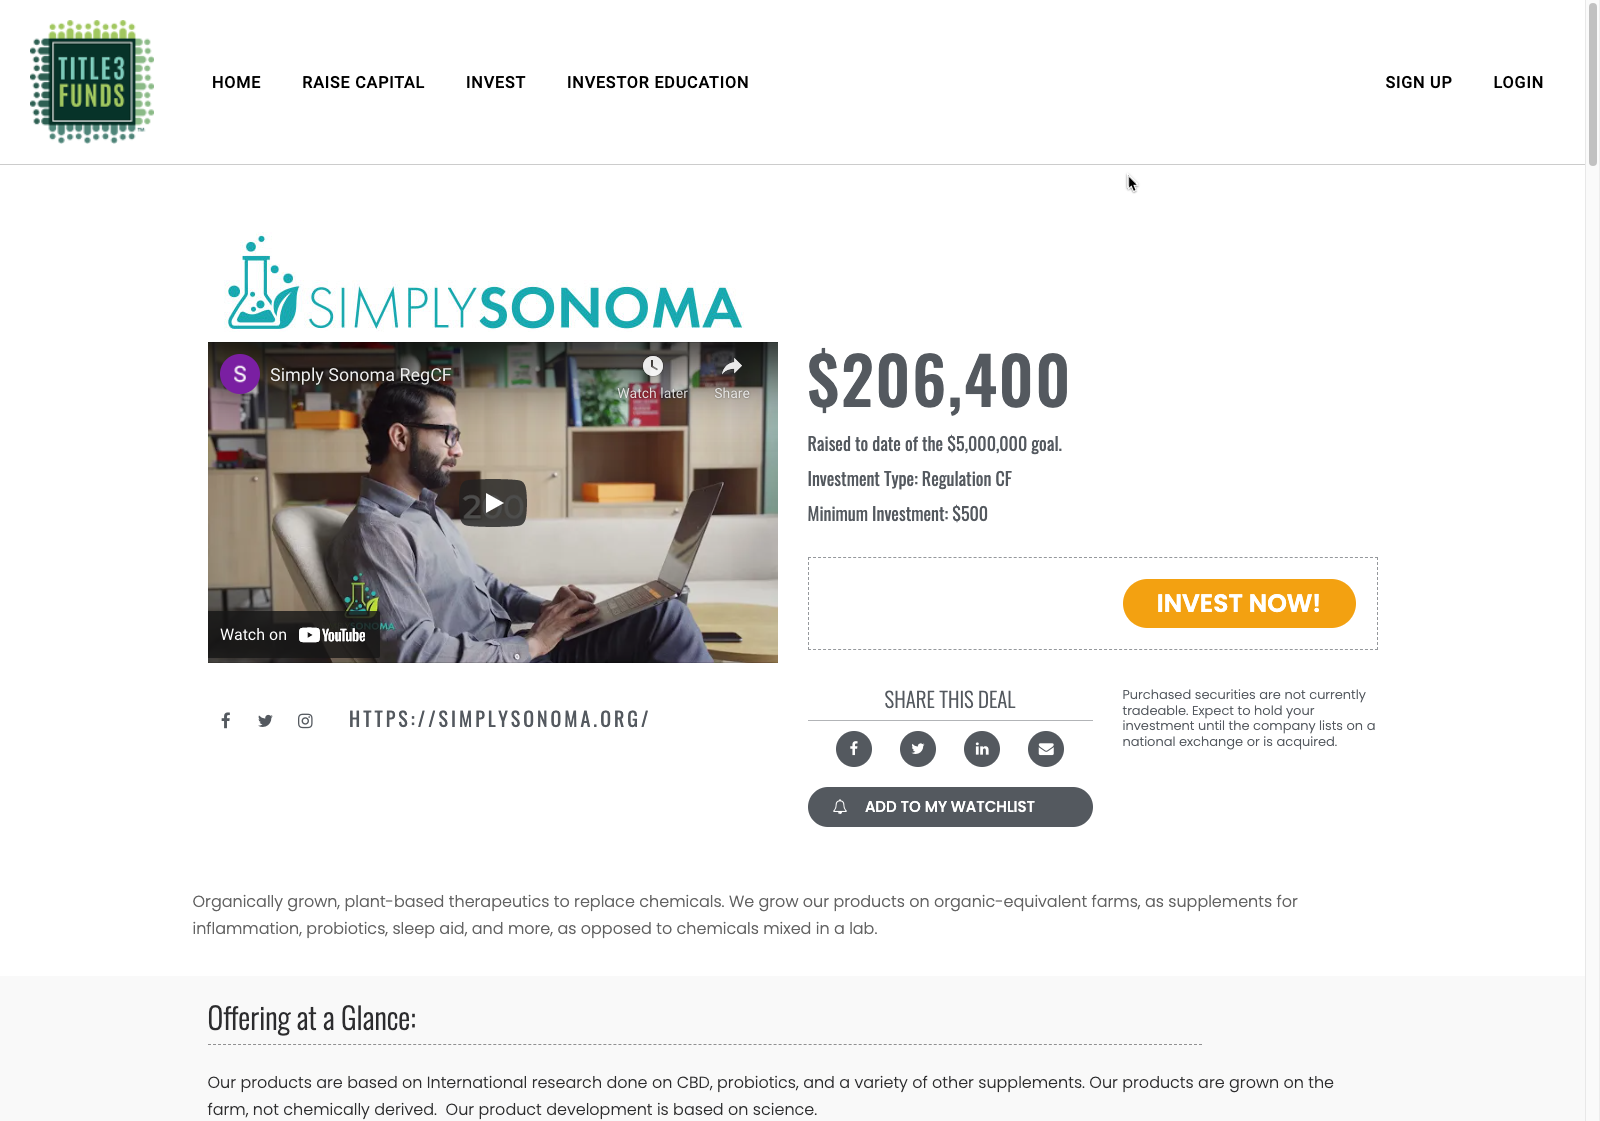 TITLE3
FUNDS
TM
HOME
RAISE CAPITAL
INVEST
INVESTOR EDUCATION
SIGN UP
LOGIN
SIMPLYSONOMA
S
Simply Sonoma RegCF
Watch later
Share
Watch on
YouTube
$206,400
Raised to date of the $5,000,000 goal.
Investment Type: Regulation CF
Minimum Investment: $500
INVEST NOW!
HTTPS://SIMPLYSONOMA.ORG/
SHARE THIS DEAL
ADD TO MY WATCHLIST
Purchased securities are not currently
tradeable. Expect to hold your
investment until the company lists on a
national exchange or is acquired.
Organically grown, plant-based therapeutics to replace chemicals. We grow our products on organic-equivalent farms, as supplements for
inflammation, probiotics, sleep aid, and more, as opposed to chemicals mixed in a lab.
Offering at a Glance:
Our products are based on International research done on CBD, probiotics, and a variety of other supplements. Our products are grown on the
farm, not chemically derived.  Our product development is based on science.